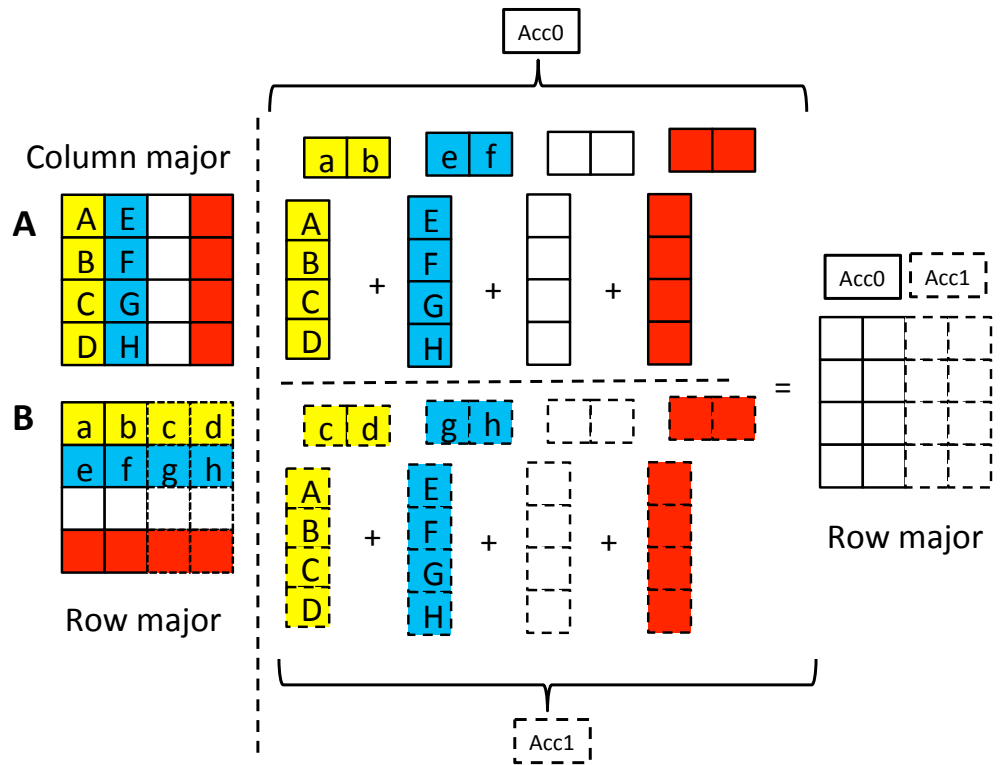 Acc0
Column major
A
A E
B F
C G
D H
B
a b c d
e f g h
Row major
a b
e f
A
B
C
D
+
E
F
G
H
+
+
c d
g h
A
B
C
D
+
E
F
G
H
+
+
Acc1
=
Acc0 Acc1
Row major